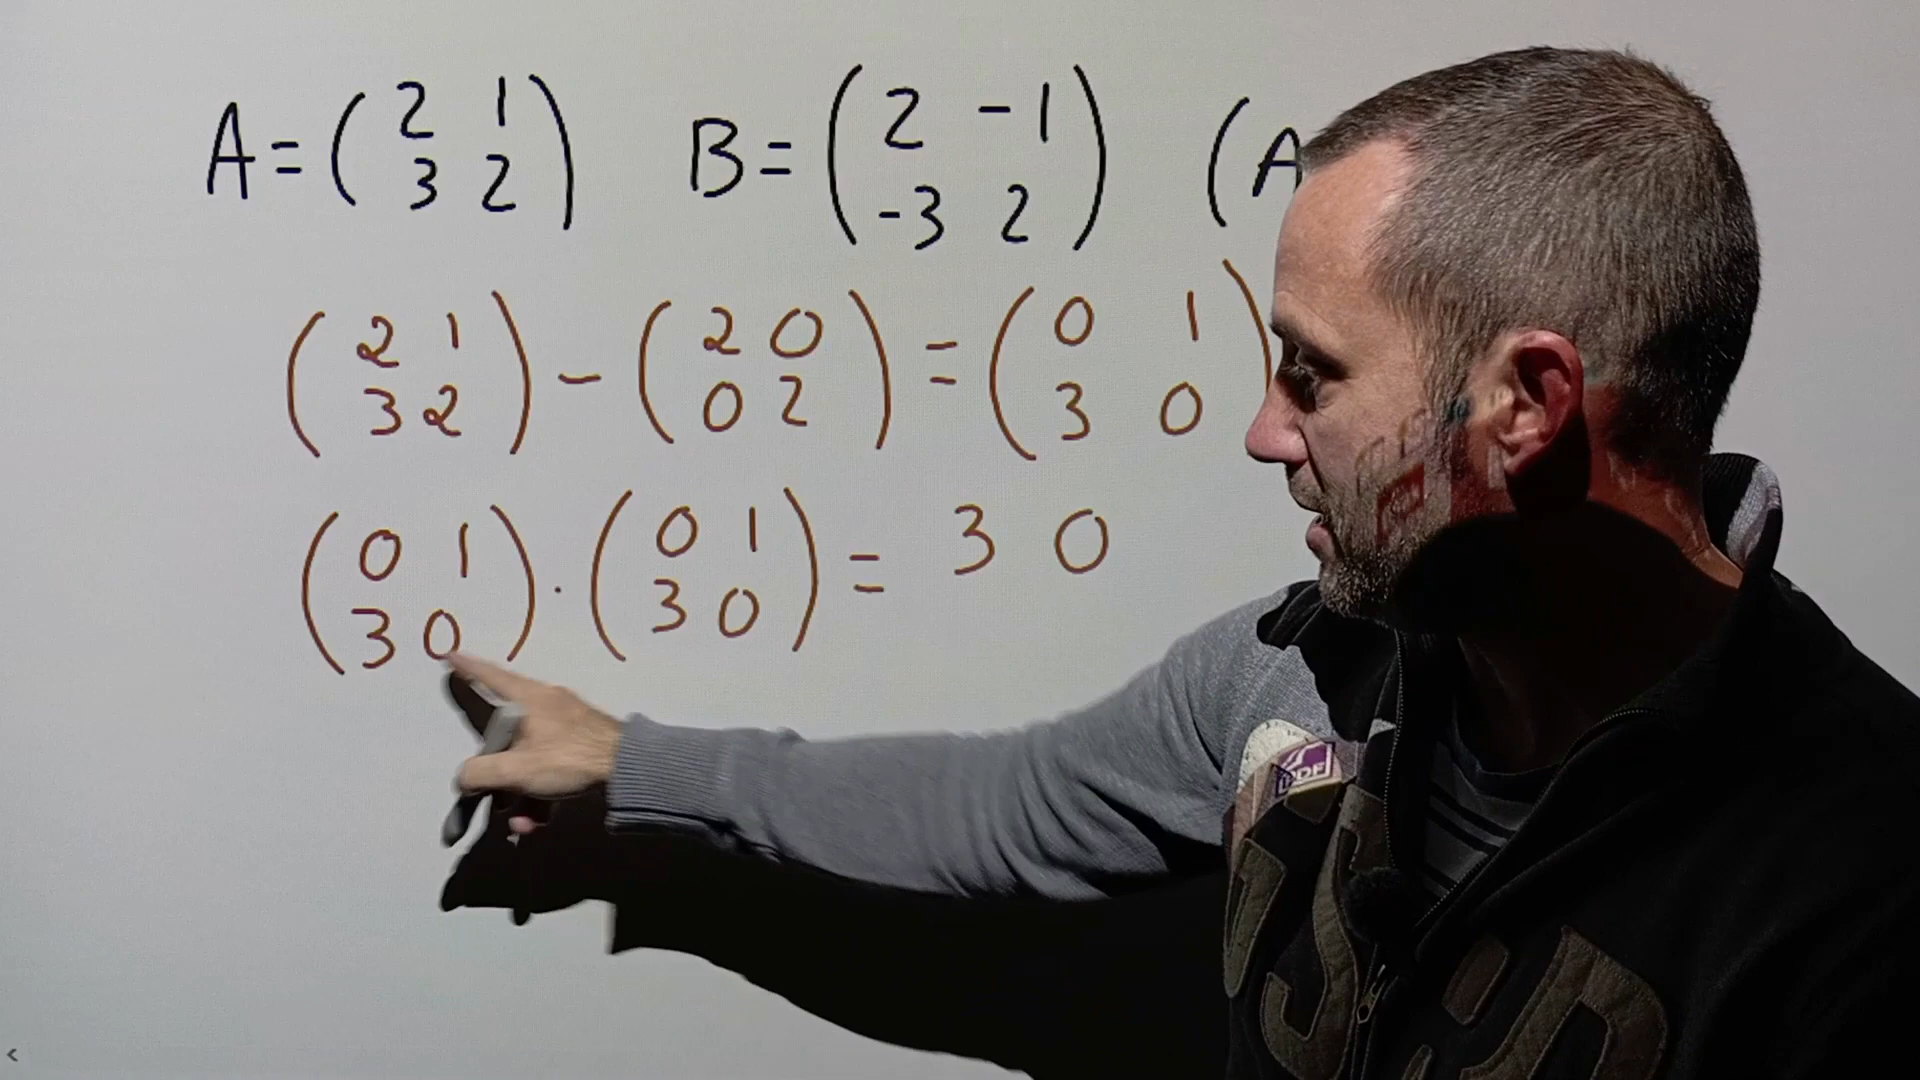 A = ( 2 1 ) B = ( 2 -1 ) (A
3 2 -3 2
( 2 1 ) - ( 2 0 ) = ( 0 1 )
3 2 0 2 3 0
( 0 1 ) · ( 0 1 ) = 3 0
3 0 3 0